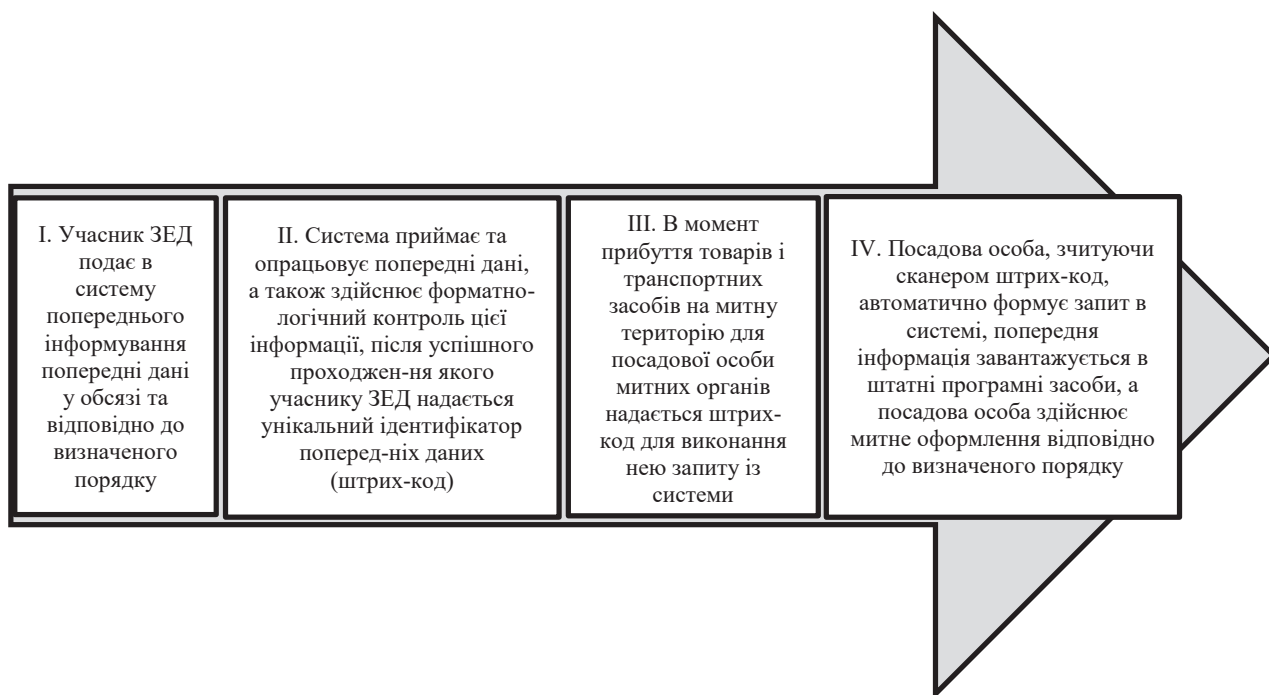 I. Учасник ЗЕД
подає в
систему
попереднього
інформування
попередні дані
у обсязі та
відповідно до
визначеного
порядку
II. Система приймає та
опрацьовує попередні дані,
а також здійснює форматно-
логічний контроль цієї
інформації, після успішного
проходжен-ня якого
учаснику ЗЕД надається
унікальний ідентифікатор
поперед-ніх даних
(штрих-код)
III. В момент
прибуття товарів і
транспортних
засобів на митну
територію для
посадової особи
митних органів
надається штрих-
код для виконання
нею запиту із
системи
IV. Посадова особа, зчитуючи
сканером штрих-код,
автоматично формує запит в
системі, попередня
інформація завантажується в
штатні програмні засоби, а
посадова особа здійснює
митне оформлення відповідно
до визначеного порядку